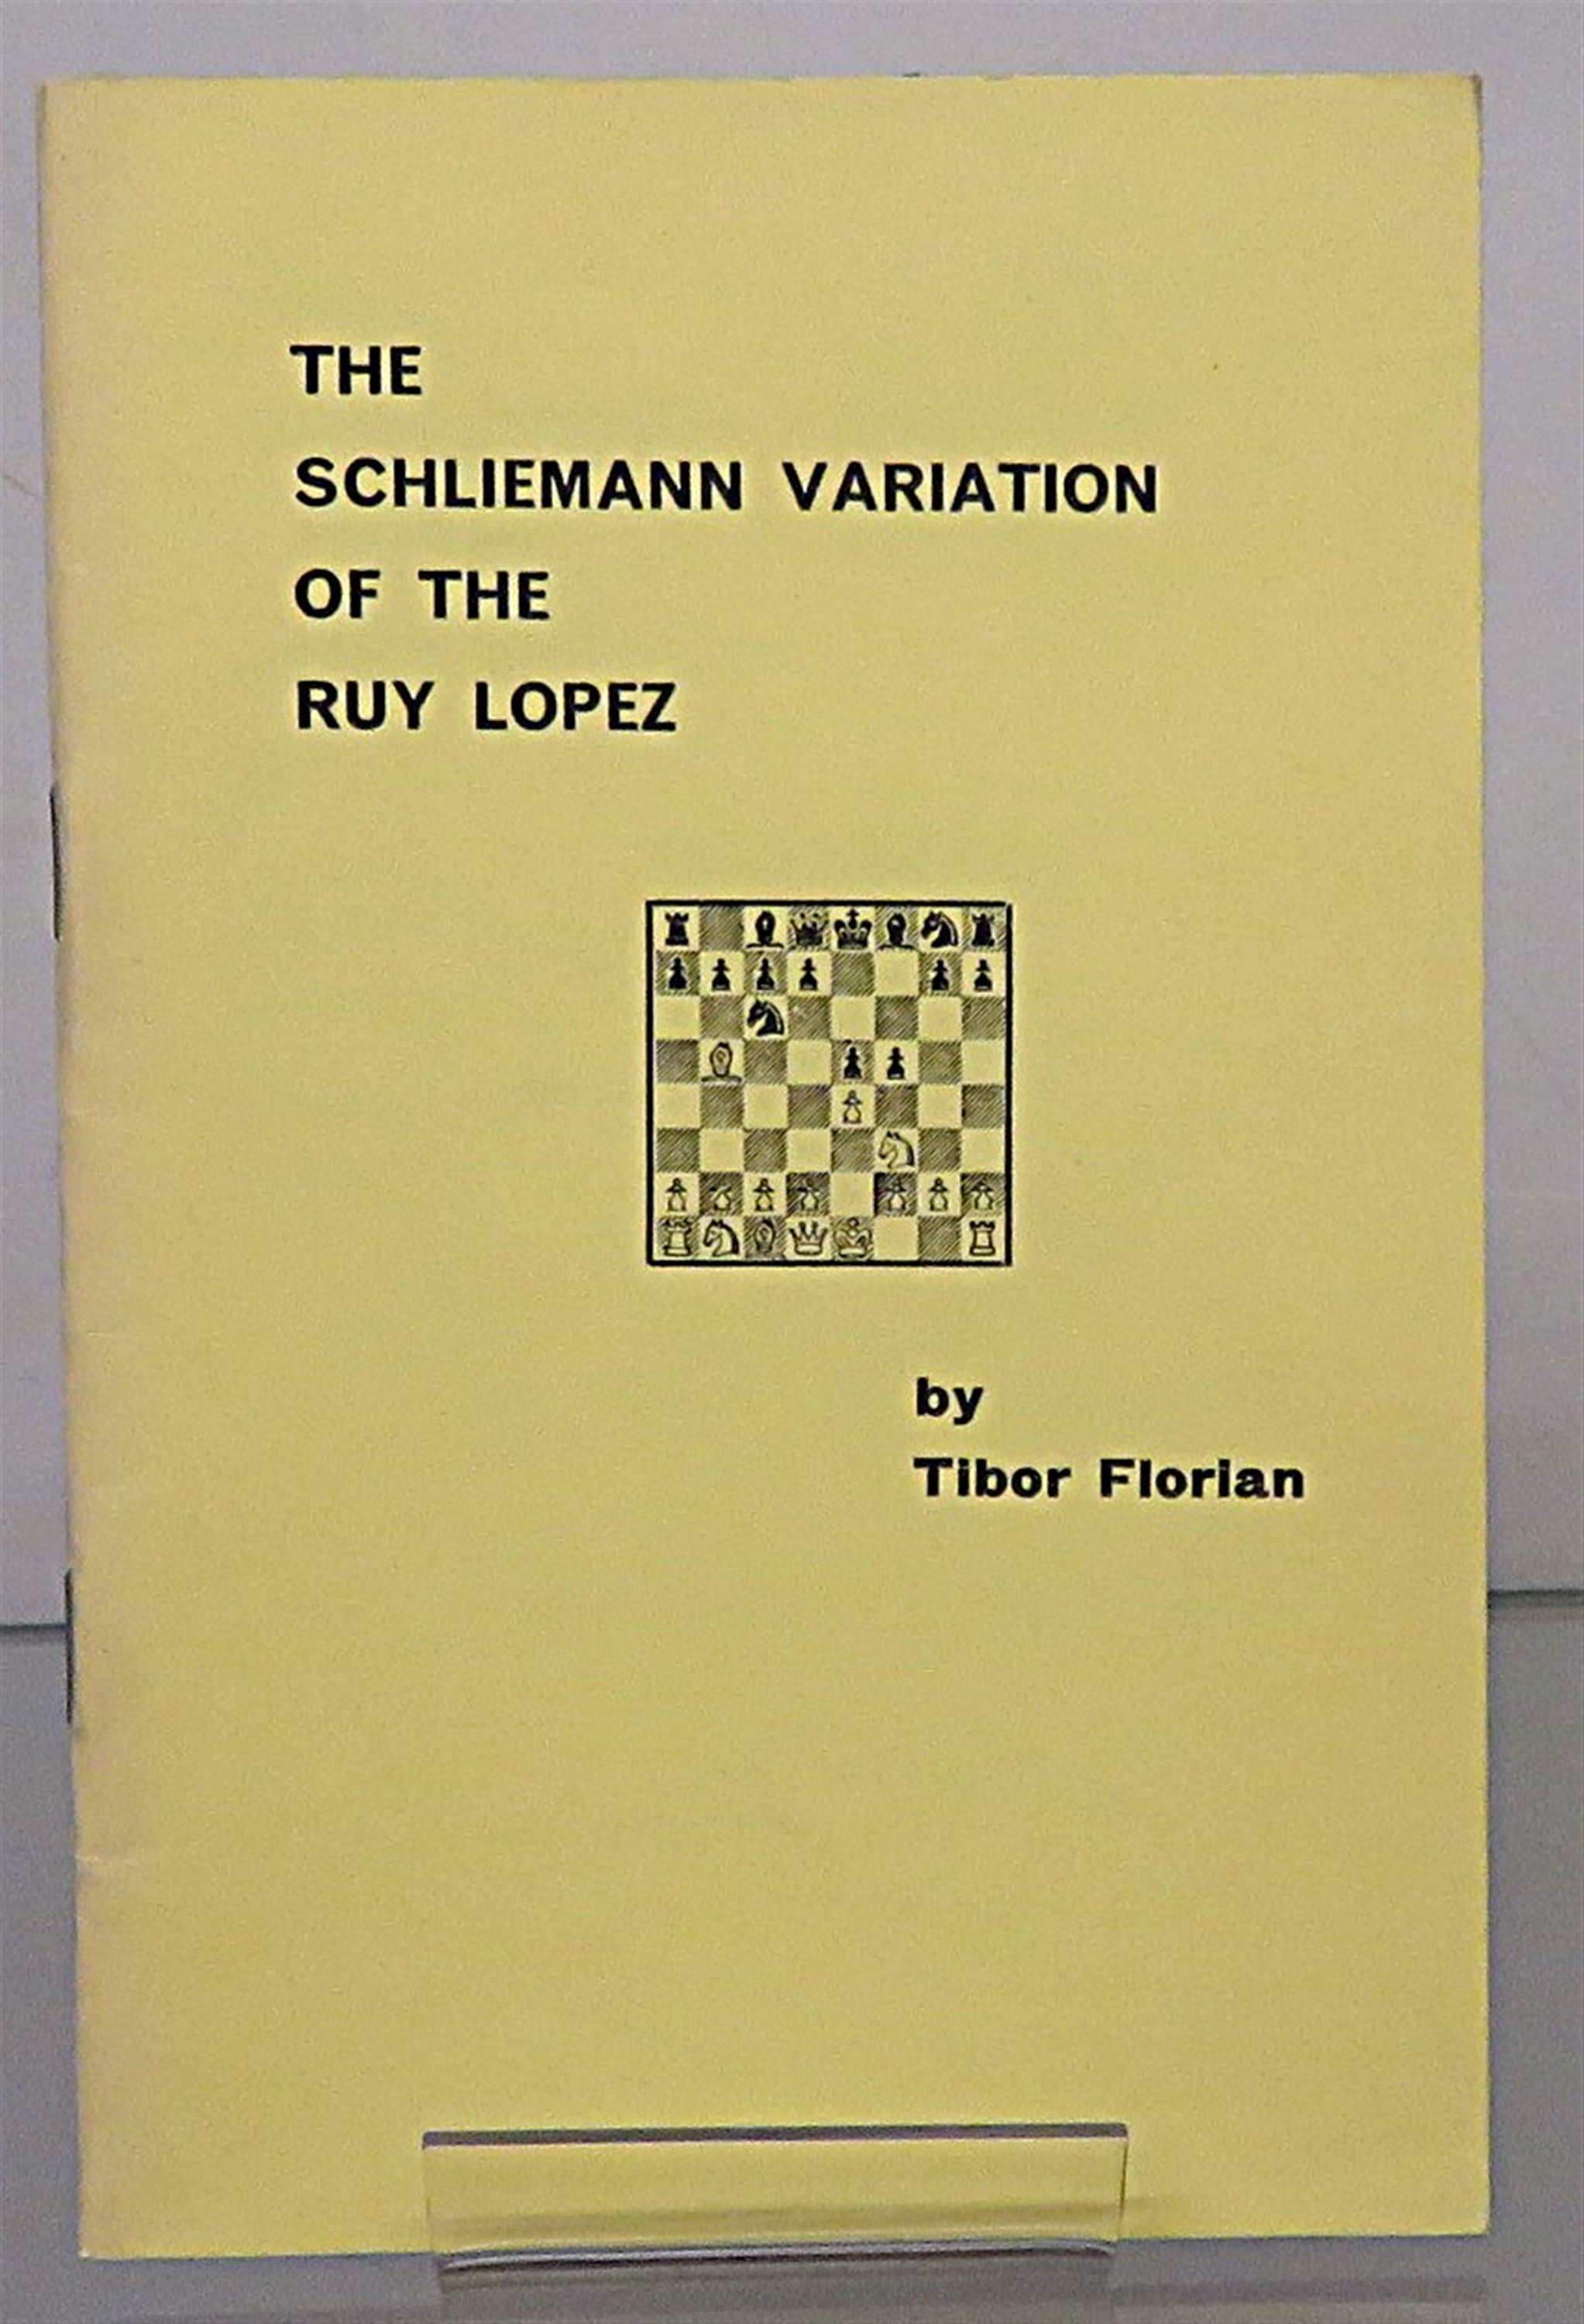 THE
SCHLIEMANN VARIATION
OF THE
RUY LOPEZ
by
Tibor Florian